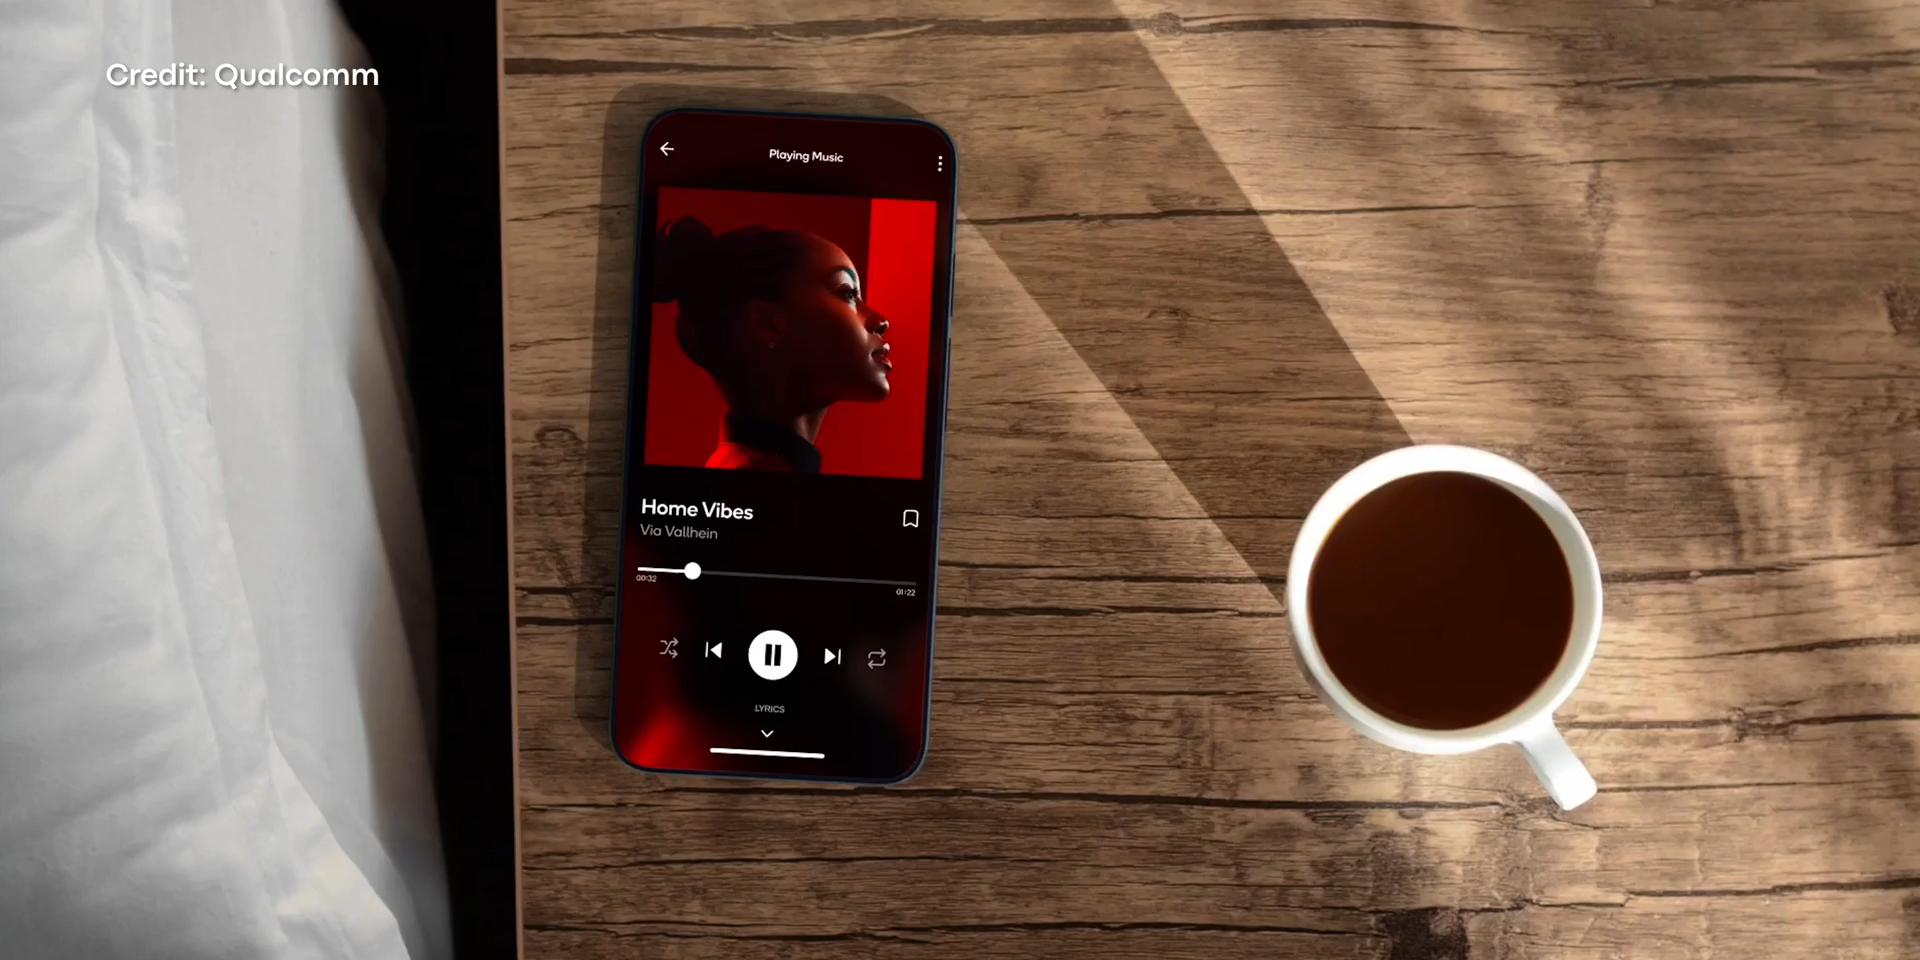 Credit: Qualcomm
Playing Music
Home Vibes
Via Vallhein
00:32
01:22
LYRICS